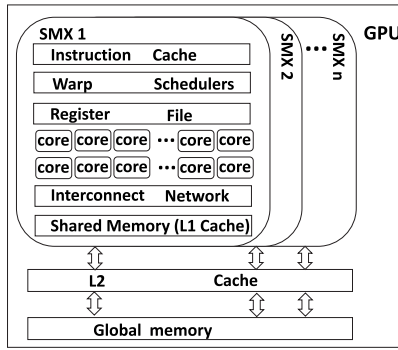 GPU
SMX 1
Instruction Cache
Warp Schedulers
Register File
core core core ••• core core
core core core ••• core core
Interconnect Network
Shared Memory (L1 Cache)
SMX 2
•••
SMX n
L2 Cache
Global memory